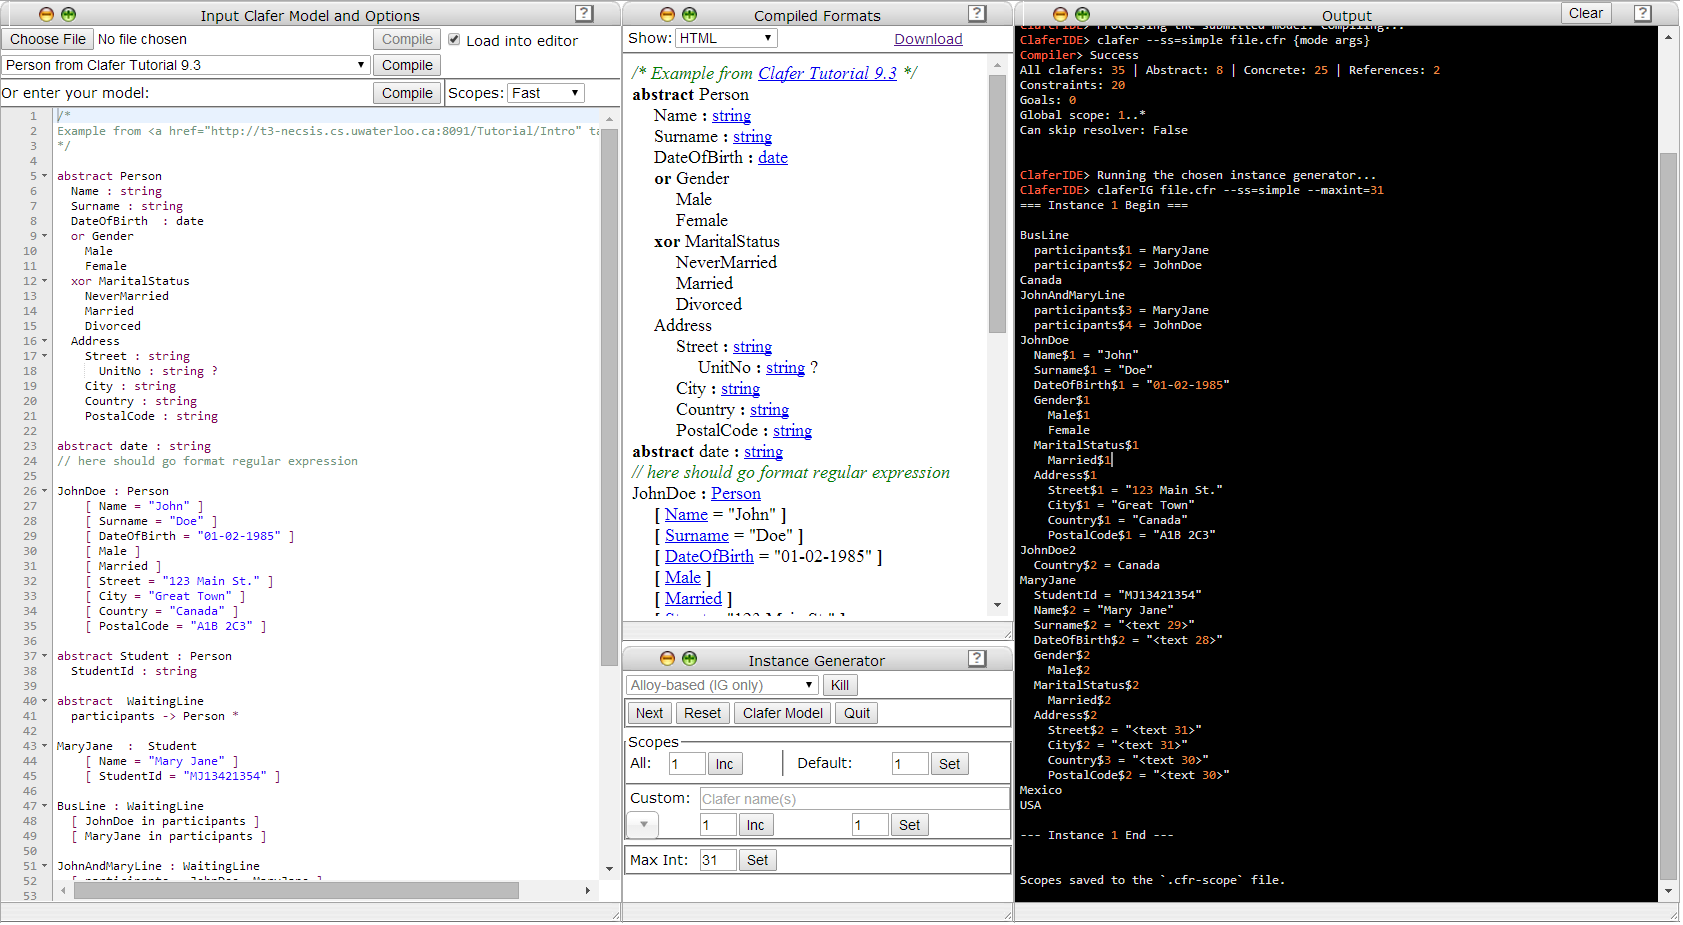 Input Clafer Model and Options
?
Choose File No file chosen Compile Load into editor
Person from Clafer Tutorial 9.3 Compile
Or enter your model: Compile Scopes: Fast
1 /*
2 Example from <a href="http://t3-necsis.cs.uwaterloo.ca:8091/Tutorial/Intro" ta
3 */
4
5 abstract Person
6 Name : string
7 Surname : string
8 DateOfBirth  : date
9 or Gender
10 Male
11 Female
12 xor MaritalStatus
13 NeverMarried
14 Married
15 Divorced
16 Address
17 Street : string
18 UnitNo : string ?
19 City : string
20 Country : string
21 PostalCode : string
22
23 abstract date : string
24 // here should go format regular expression
25
26 JohnDoe : Person
27 [ Name = "John" ]
28 [ Surname = "Doe" ]
29 [ DateOfBirth = "01-02-1985" ]
30 [ Male ]
31 [ Married ]
32 [ Street = "123 Main St." ]
33 [ City = "Great Town" ]
34 [ Country = "Canada" ]
35 [ PostalCode = "A1B 2C3" ]
36
37 abstract Student : Person
38 StudentId : string
39
40 abstract  WaitingLine
41 participants -> Person *
42
43 MaryJane  :  Student
44 [ Name = "Mary Jane" ]
45 [ StudentId = "MJ13421354" ]
46
47 BusLine : WaitingLine
48 [ JohnDoe in participants ]
49 [ MaryJane in participants ]
50
51 JohnAndMaryLine : WaitingLine
52 [ participants = JohnDoe, MaryJane ]
53
Compiled Formats
?
Show: HTML Download
/* Example from Clafer Tutorial 9.3 */
abstract Person
Name : string
Surname : string
DateOfBirth : date
or Gender
Male
Female
xor MaritalStatus
NeverMarried
Married
Divorced
Address
Street : string
UnitNo : string ?
City : string
Country : string
PostalCode : string
abstract date : string
// here should go format regular expression
JohnDoe : Person
[ Name = "John" ]
[ Surname = "Doe" ]
[ DateOfBirth = "01-02-1985" ]
[ Male ]
[ Married ]
[ Street = "123 Main St." ]
Instance Generator
?
Alloy-based (IG only) Kill
Next Reset Clafer Model Quit
Scopes
All: 1 Inc Default: 1 Set
Custom: Clafer name(s)
1 Inc 1 Set
Max Int: 31 Set
Output
Clear ?
ClaferIDE> Processing the submitted model. Compiling...
ClaferIDE> clafer --ss=simple file.cfr {mode args}
Compiler> Success
All clafers: 35 | Abstract: 8 | Concrete: 25 | References: 2
Constraints: 20
Goals: 0
Global scope: 1..*
Can skip resolver: False
ClaferIDE> Running the chosen instance generator...
ClaferIDE> claferIG file.cfr --ss=simple --maxint=31
=== Instance 1 Begin ===
BusLine
participants$1 = MaryJane
participants$2 = JohnDoe
Canada
JohnAndMaryLine
participants$3 = MaryJane
participants$4 = JohnDoe
JohnDoe
Name$1 = "John"
Surname$1 = "Doe"
DateOfBirth$1 = "01-02-1985"
Gender$1
Male$1
Female
MaritalStatus$1
Married$1
Address$1
Street$1 = "123 Main St."
City$1 = "Great Town"
Country$1 = "Canada"
PostalCode$1 = "A1B 2C3"
JohnDoe2
Country$2 = Canada
MaryJane
StudentId = "MJ13421354"
Name$2 = "Mary Jane"
Surname$2 = "<text 29>"
DateOfBirth$2 = "<text 28>"
Gender$2
Male$2
MaritalStatus$2
Married$2
Address$2
Street$2 = "<text 31>"
City$2 = "<text 31>"
Country$3 = "<text 30>"
PostalCode$2 = "<text 30>"
Mexico
USA
--- Instance 1 End ---
Scopes saved to the `.cfr-scope` file.